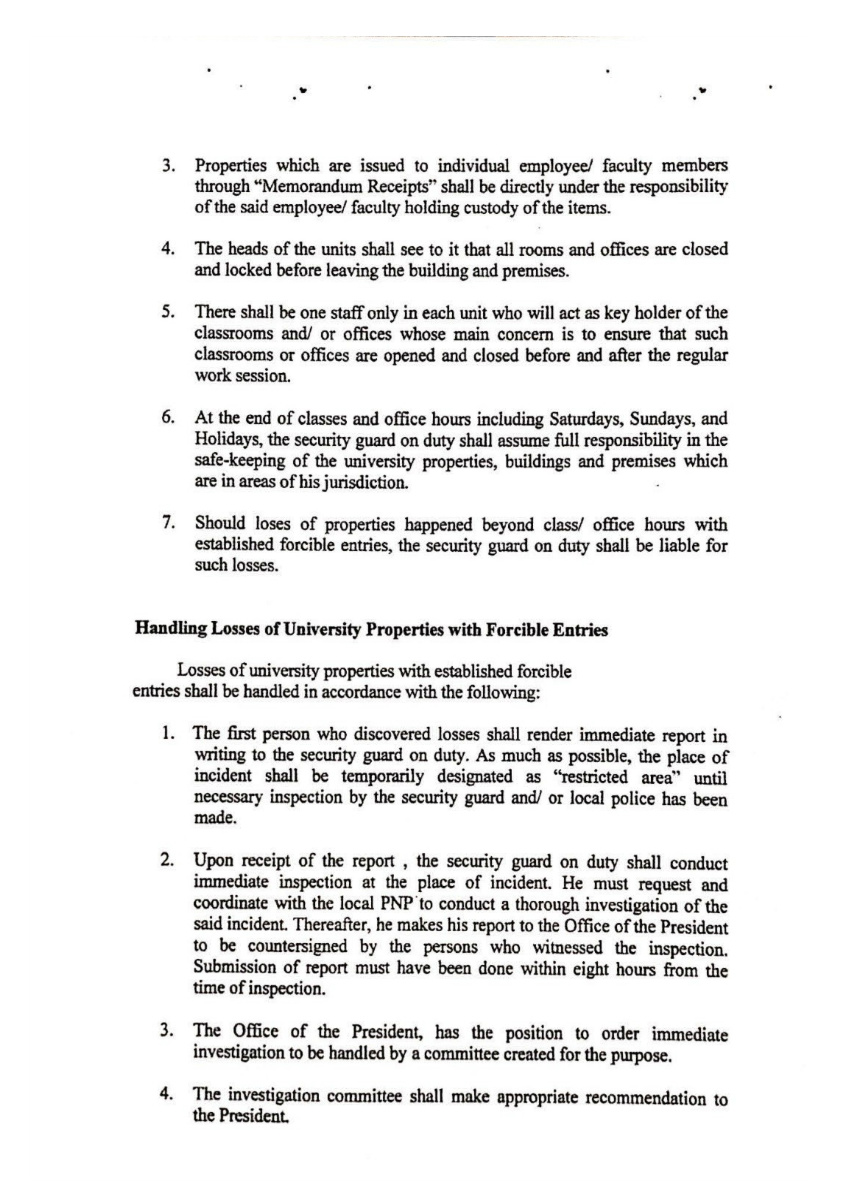 3. Properties which are issued to individual employee/ faculty members
through “Memorandum Receipts” shall be directly under the responsibility
of the said employee/ faculty holding custody of the items.
4. The heads of the units shall see to it that all rooms and offices are closed
and locked before leaving the building and premises.
5. There shall be one staff only in each unit who will act as key holder of the
classrooms and/ or offices whose main concern is to ensure that such
classrooms or offices are opened and closed before and after the regular
work session.
6. At the end of classes and office hours including Saturdays, Sundays, and
Holidays, the security guard on duty shall assume full responsibility in the
safe-keeping of the university properties, buildings and premises which
are in areas of his jurisdiction.
7. Should loses of properties happened beyond class/ office hours with
established forcible entries, the security guard on duty shall be liable for
such losses.
Handling Losses of University Properties with Forcible Entries
Losses of university properties with established forcible
entries shall be handled in accordance with the following:
1. The first person who discovered losses shall render immediate report in
writing to the security guard on duty. As much as possible, the place of
incident shall be temporarily designated as “restricted area” until
necessary inspection by the security guard and/ or local police has been
made.
2. Upon receipt of the report , the security guard on duty shall conduct
immediate inspection at the place of incident. He must request and
coordinate with the local PNP to conduct a thorough investigation of the
said incident. Thereafter, he makes his report to the Office of the President
to be countersigned by the persons who witnessed the inspection.
Submission of report must have been done within eight hours from the
time of inspection.
3. The Office of the President, has the position to order immediate
investigation to be handled by a committee created for the purpose.
4. The investigation committee shall make appropriate recommendation to
the President.